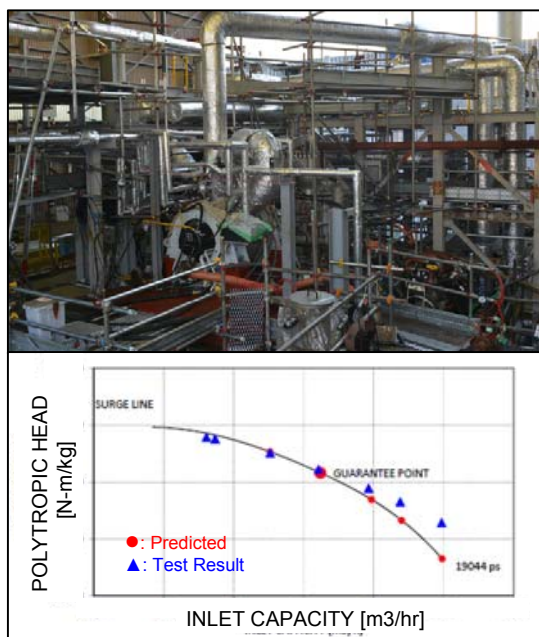 SURGE LINE
GUARANTEE POINT
●: Predicted
▲: Test Result
19044 ps
POLYTROPIC HEAD
[N-m/kg]
INLET CAPACITY [m3/hr]